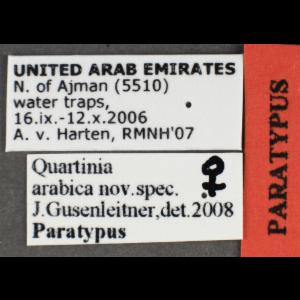 UNITED ARAB EMIRATES
N. of Ajman (5510)
water traps,
16.ix.-12.x.2006
A. v. Harten, RMNH'07
Quartinia
arabica nov.spec. ♀
J.Gusenleitner,det.2008
Paratypus
PARATYPUS